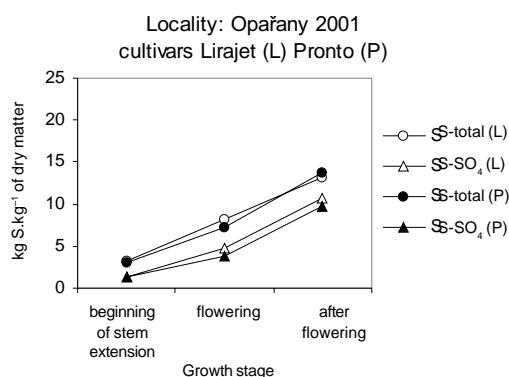 Locality: Opařany 2001
cultivars Lirajet (L) Pronto (P)
kg S.kg⁻¹ of dry matter
25
20
15
10
5
0
beginning
of stem
extension
flowering
after
flowering
Growth stage
S-total (L)
S-SO₄ (L)
S-total (P)
S-SO₄ (P)